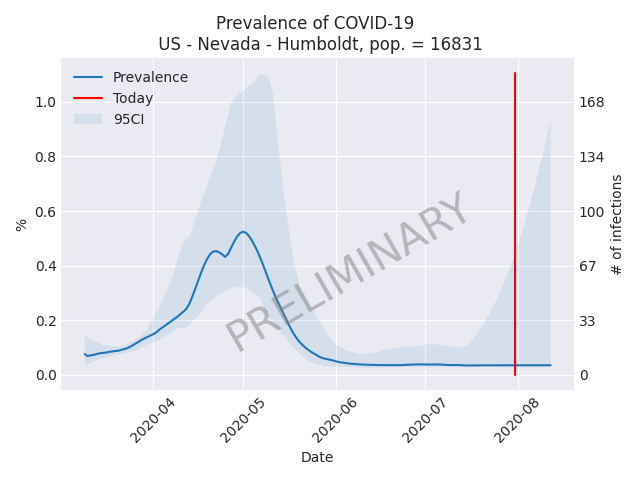 Prevalence of COVID-19
US - Nevada - Humboldt, pop. = 16831
Prevalence
Today
95CI
1.0
0.8
0.6
0.4
0.2
0.0
%
168
134
100
67
33
0
# of infections
PRELIMINARY
2020-04
2020-05
2020-06
2020-07
2020-08
Date